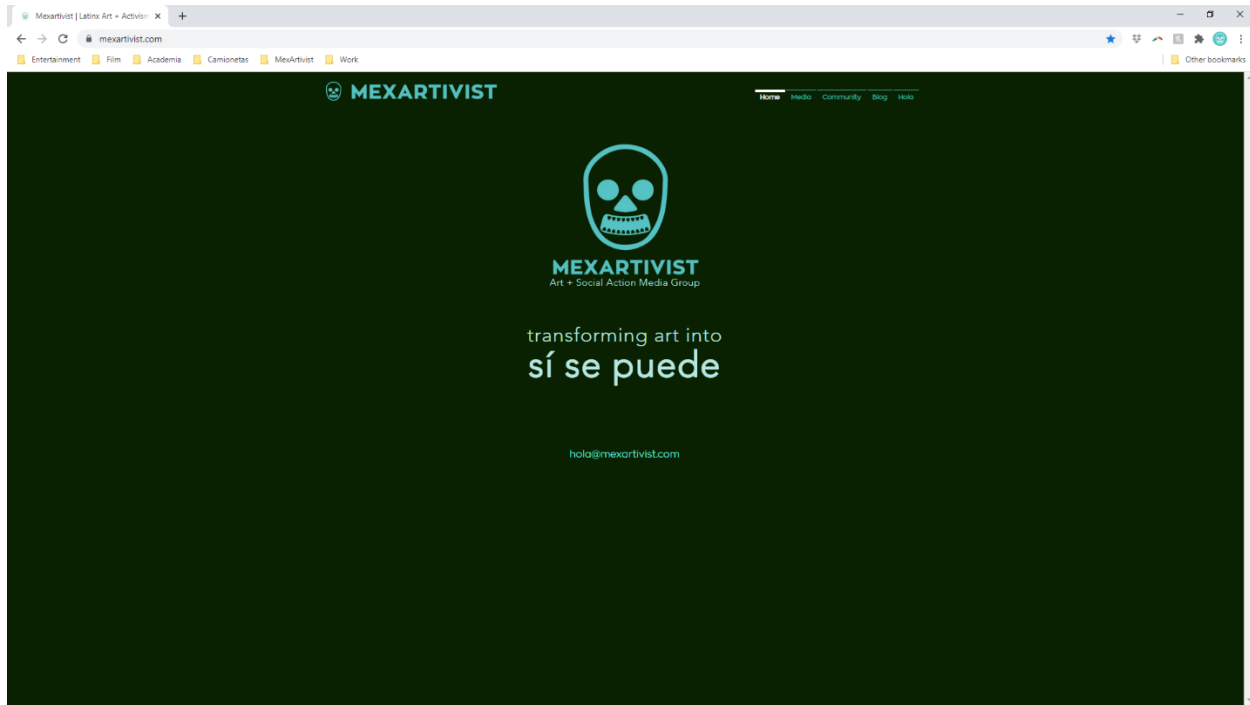 Mexartivist | Latinx Art + Activism
mexartivist.com
Entertainment Film Academia Camionetas MexArtivist Work Other bookmarks
MEXARTIVIST
Home Media Community Blog Hola
MEXARTIVIST
Art + Social Action Media Group
transforming art into
sí se puede
hola@mexartivist.com